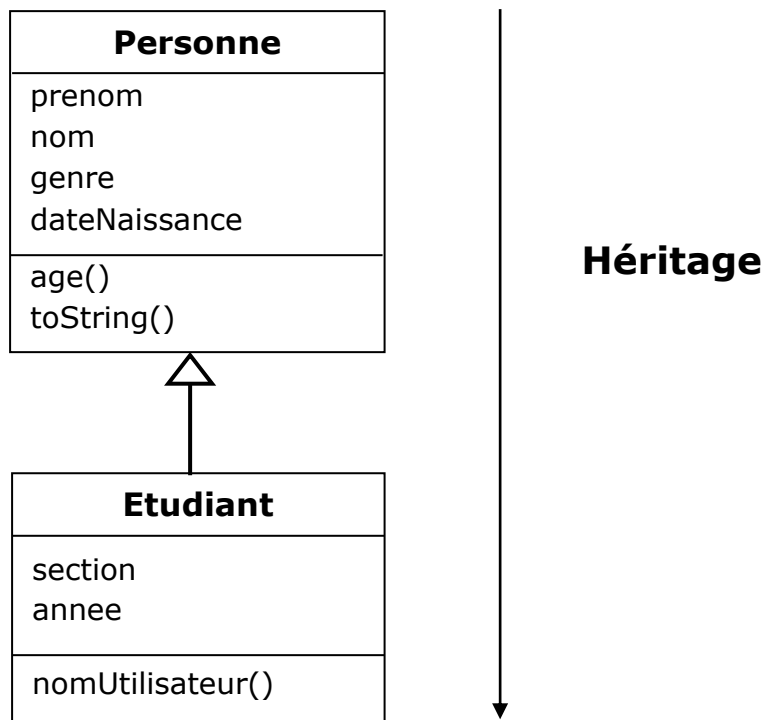 Personne
prenom
nom
genre
dateNaissance
age()
toString()
Héritage
Etudiant
section
annee
nomUtilisateur()